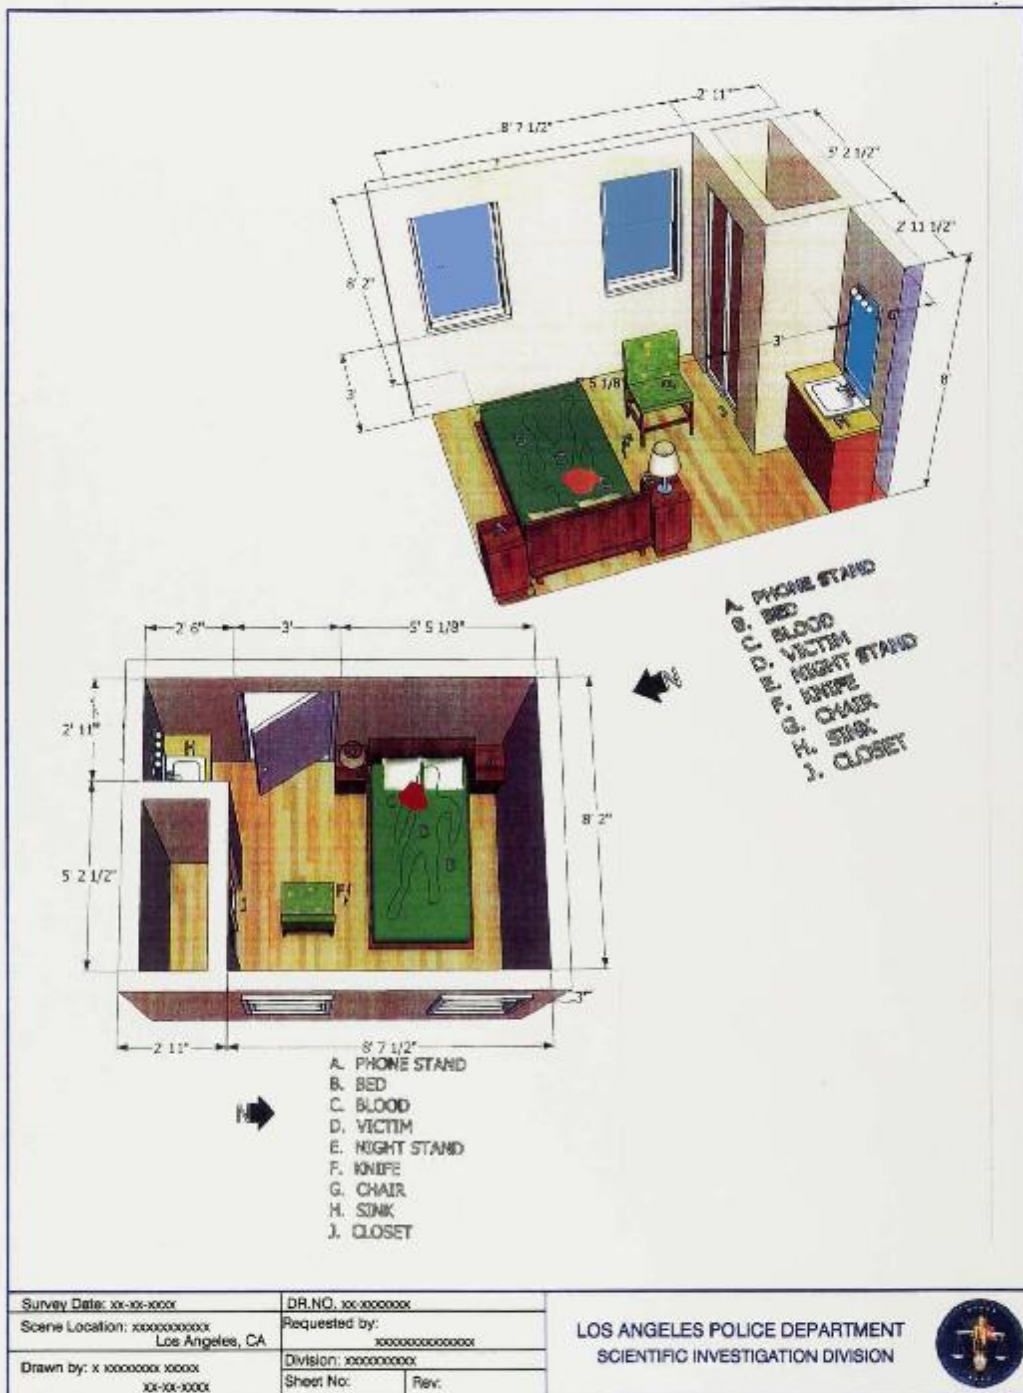 2' 11"
8' 7 1/2"
5' 2 1/2"
2' 11 1/2"
8' 2"
6"
3'
3'
8'
5 1/8"
H
A. PHONE STAND
B. BED
C. BLOOD
D. VICTIM
E. NIGHT STAND
F. KNIFE
G. CHAIR
H. SINK
J. CLOSET
N
2' 6"
3'
5' 5 1/8"
2' 11"
H
8' 2"
D
B
5' 2 1/2"
F
J
3"
2' 11"
8' 7 1/2"
A. PHONE STAND
B. BED
C. BLOOD
D. VICTIM
E. NIGHT STAND
F. KNIFE
G. CHAIR
H. SINK
J. CLOSET
N
Survey Date: xx-xx-xxxx
DR.NO. xx-xxxxxxx
Scene Location: xxxxxxxxxxx
Los Angeles, CA
Requested by:
xxxxxxxxxxxxxx
Drawn by: x xxxxxxxx xxxxx
xx-xx-xxxx
Division: xxxxxxxxxx
Sheet No:
Rev:
LOS ANGELES POLICE DEPARTMENT
SCIENTIFIC INVESTIGATION DIVISION